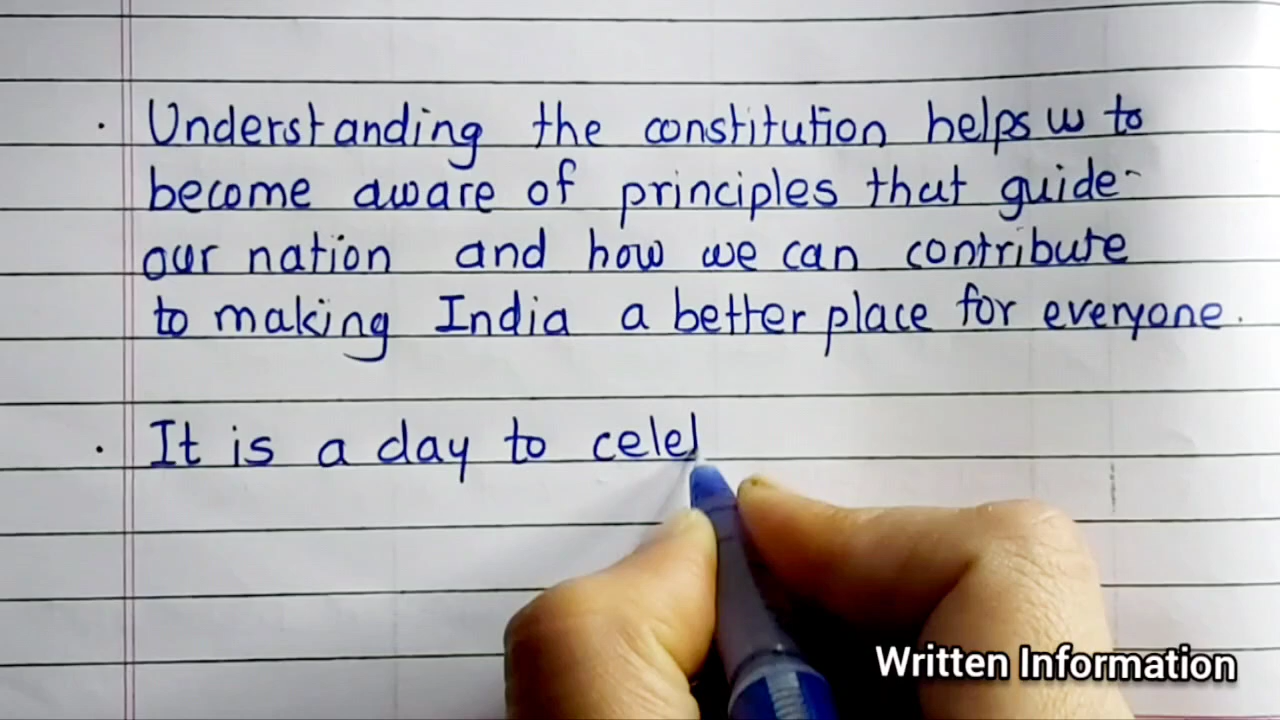 . Understanding the constitution helps us to
become aware of principles that guide
our nation and how we can contribute
to making India a better place for everyone.
. It is a day to cele
Written Information